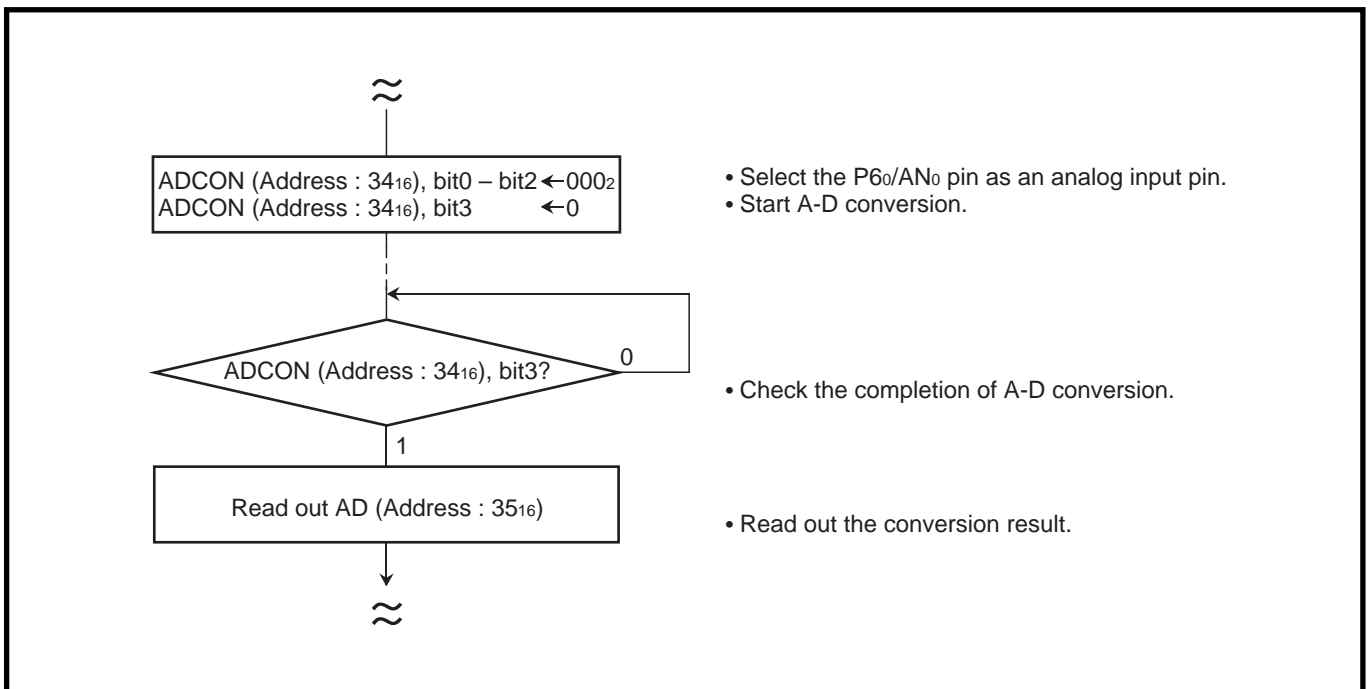 ≈
ADCON (Address : 34₁₆), bit0 – bit2 ←000₂
ADCON (Address : 34₁₆), bit3 ←0
• Select the P6₀/AN₀ pin as an analog input pin.
• Start A-D conversion.
ADCON (Address : 34₁₆), bit3?
0
• Check the completion of A-D conversion.
1
Read out AD (Address : 35₁₆)
• Read out the conversion result.
≈